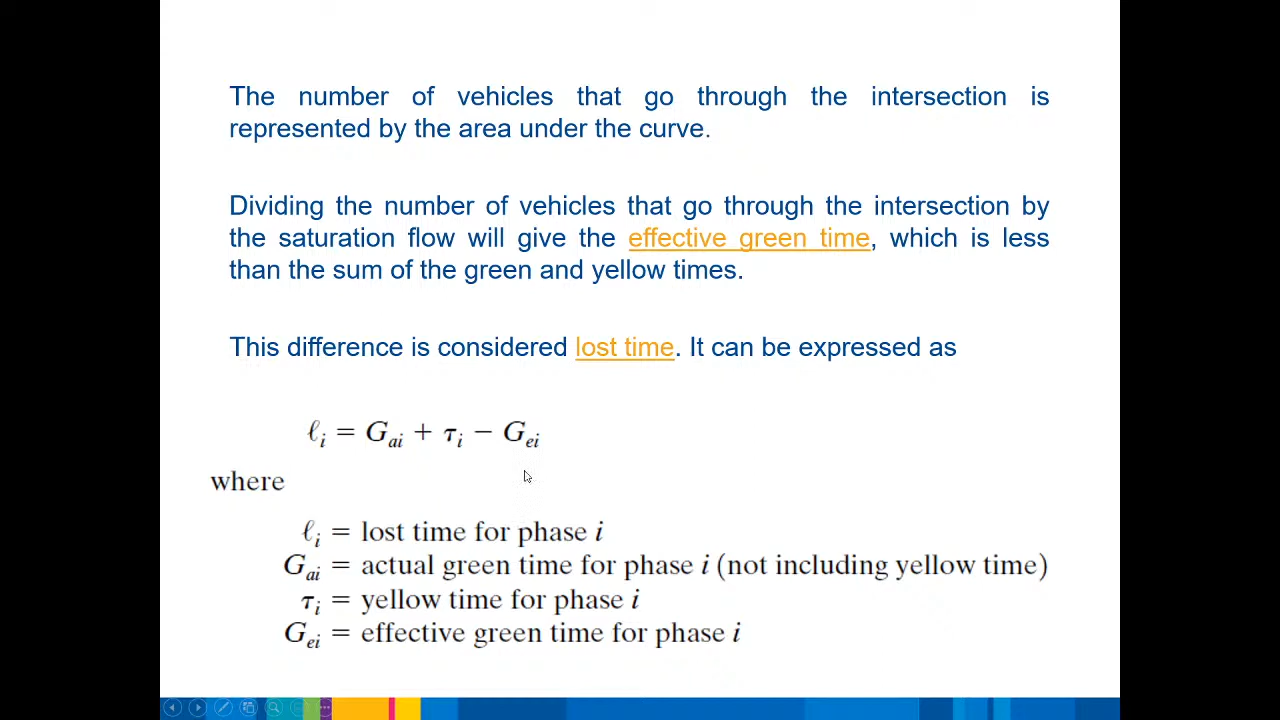 The number of vehicles that go through the intersection is
represented by the area under the curve.
Dividing the number of vehicles that go through the intersection by
the saturation flow will give the effective green time, which is less
than the sum of the green and yellow times.
This difference is considered lost time. It can be expressed as
ℓᵢ = G_ai + τᵢ − G_ei
where
ℓᵢ = lost time for phase i
G_ai = actual green time for phase i (not including yellow time)
τᵢ = yellow time for phase i
G_ei = effective green time for phase i